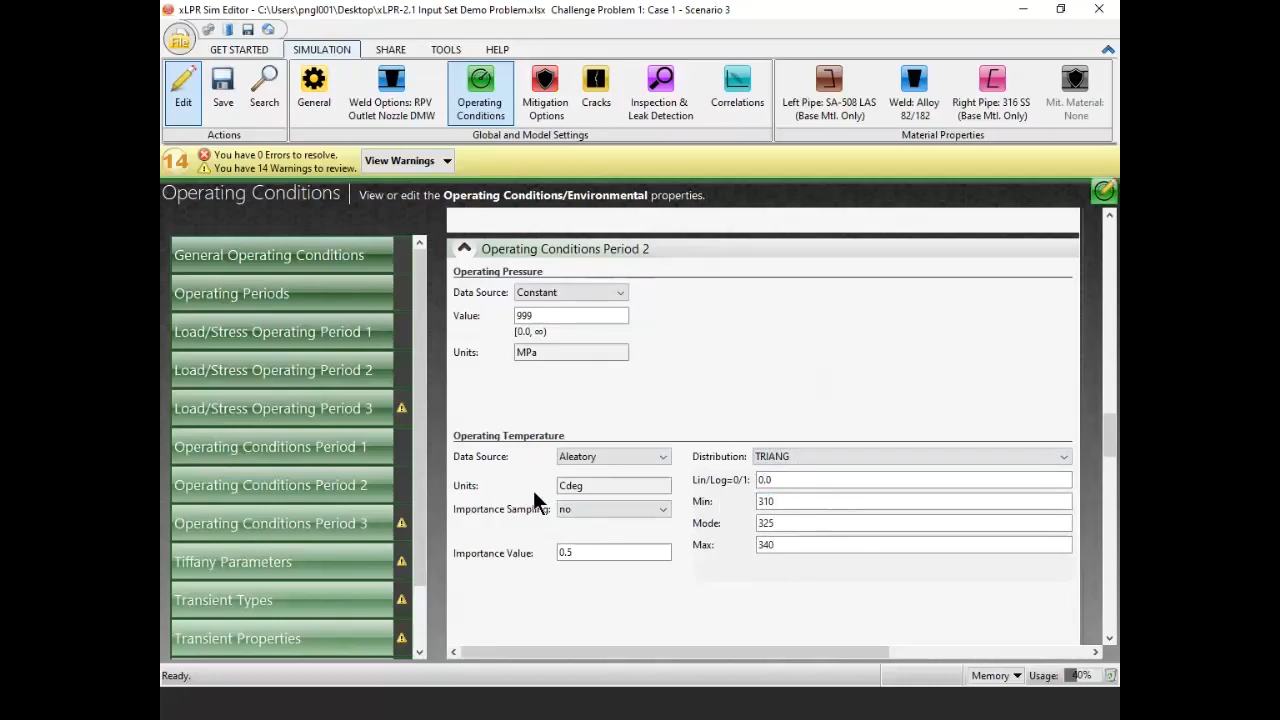 xLPR Sim Editor - C:\Users\pngl001\Desktop\xLPR-2.1 Input Set Demo Problem.xlsx   Challenge Problem 1: Case 1 - Scenario 3
File
GET STARTED SIMULATION SHARE TOOLS HELP
Edit
Save
Search
General
Weld Options: RPV
Outlet Nozzle DMW
Operating
Conditions
Mitigation
Options
Cracks
Inspection &
Leak Detection
Correlations
Left Pipe: SA-508 LAS
(Base Mtl. Only)
Weld: Alloy
82/182
Right Pipe: 316 SS
(Base Mtl. Only)
Mit. Material:
None
Actions
Global and Model Settings
Material Properties
14
You have 0 Errors to resolve.
You have 14 Warnings to review.
View Warnings
Operating Conditions | View or edit the Operating Conditions/Environmental properties.
General Operating Conditions
Operating Periods
Load/Stress Operating Period 1
Load/Stress Operating Period 2
Load/Stress Operating Period 3
Operating Conditions Period 1
Operating Conditions Period 2
Operating Conditions Period 3
Tiffany Parameters
Transient Types
Transient Properties
Operating Conditions Period 2
Operating Pressure
Data Source: Constant
Value: 999
[0.0, ∞)
Units: MPa
Operating Temperature
Data Source: Aleatory
Units: Cdeg
Importance Sampling: no
Importance Value: 0.5
Distribution: TRIANG
Lin/Log=0/1: 0.0
Min: 310
Mode: 325
Max: 340
Ready.
Memory
Usage: 40%